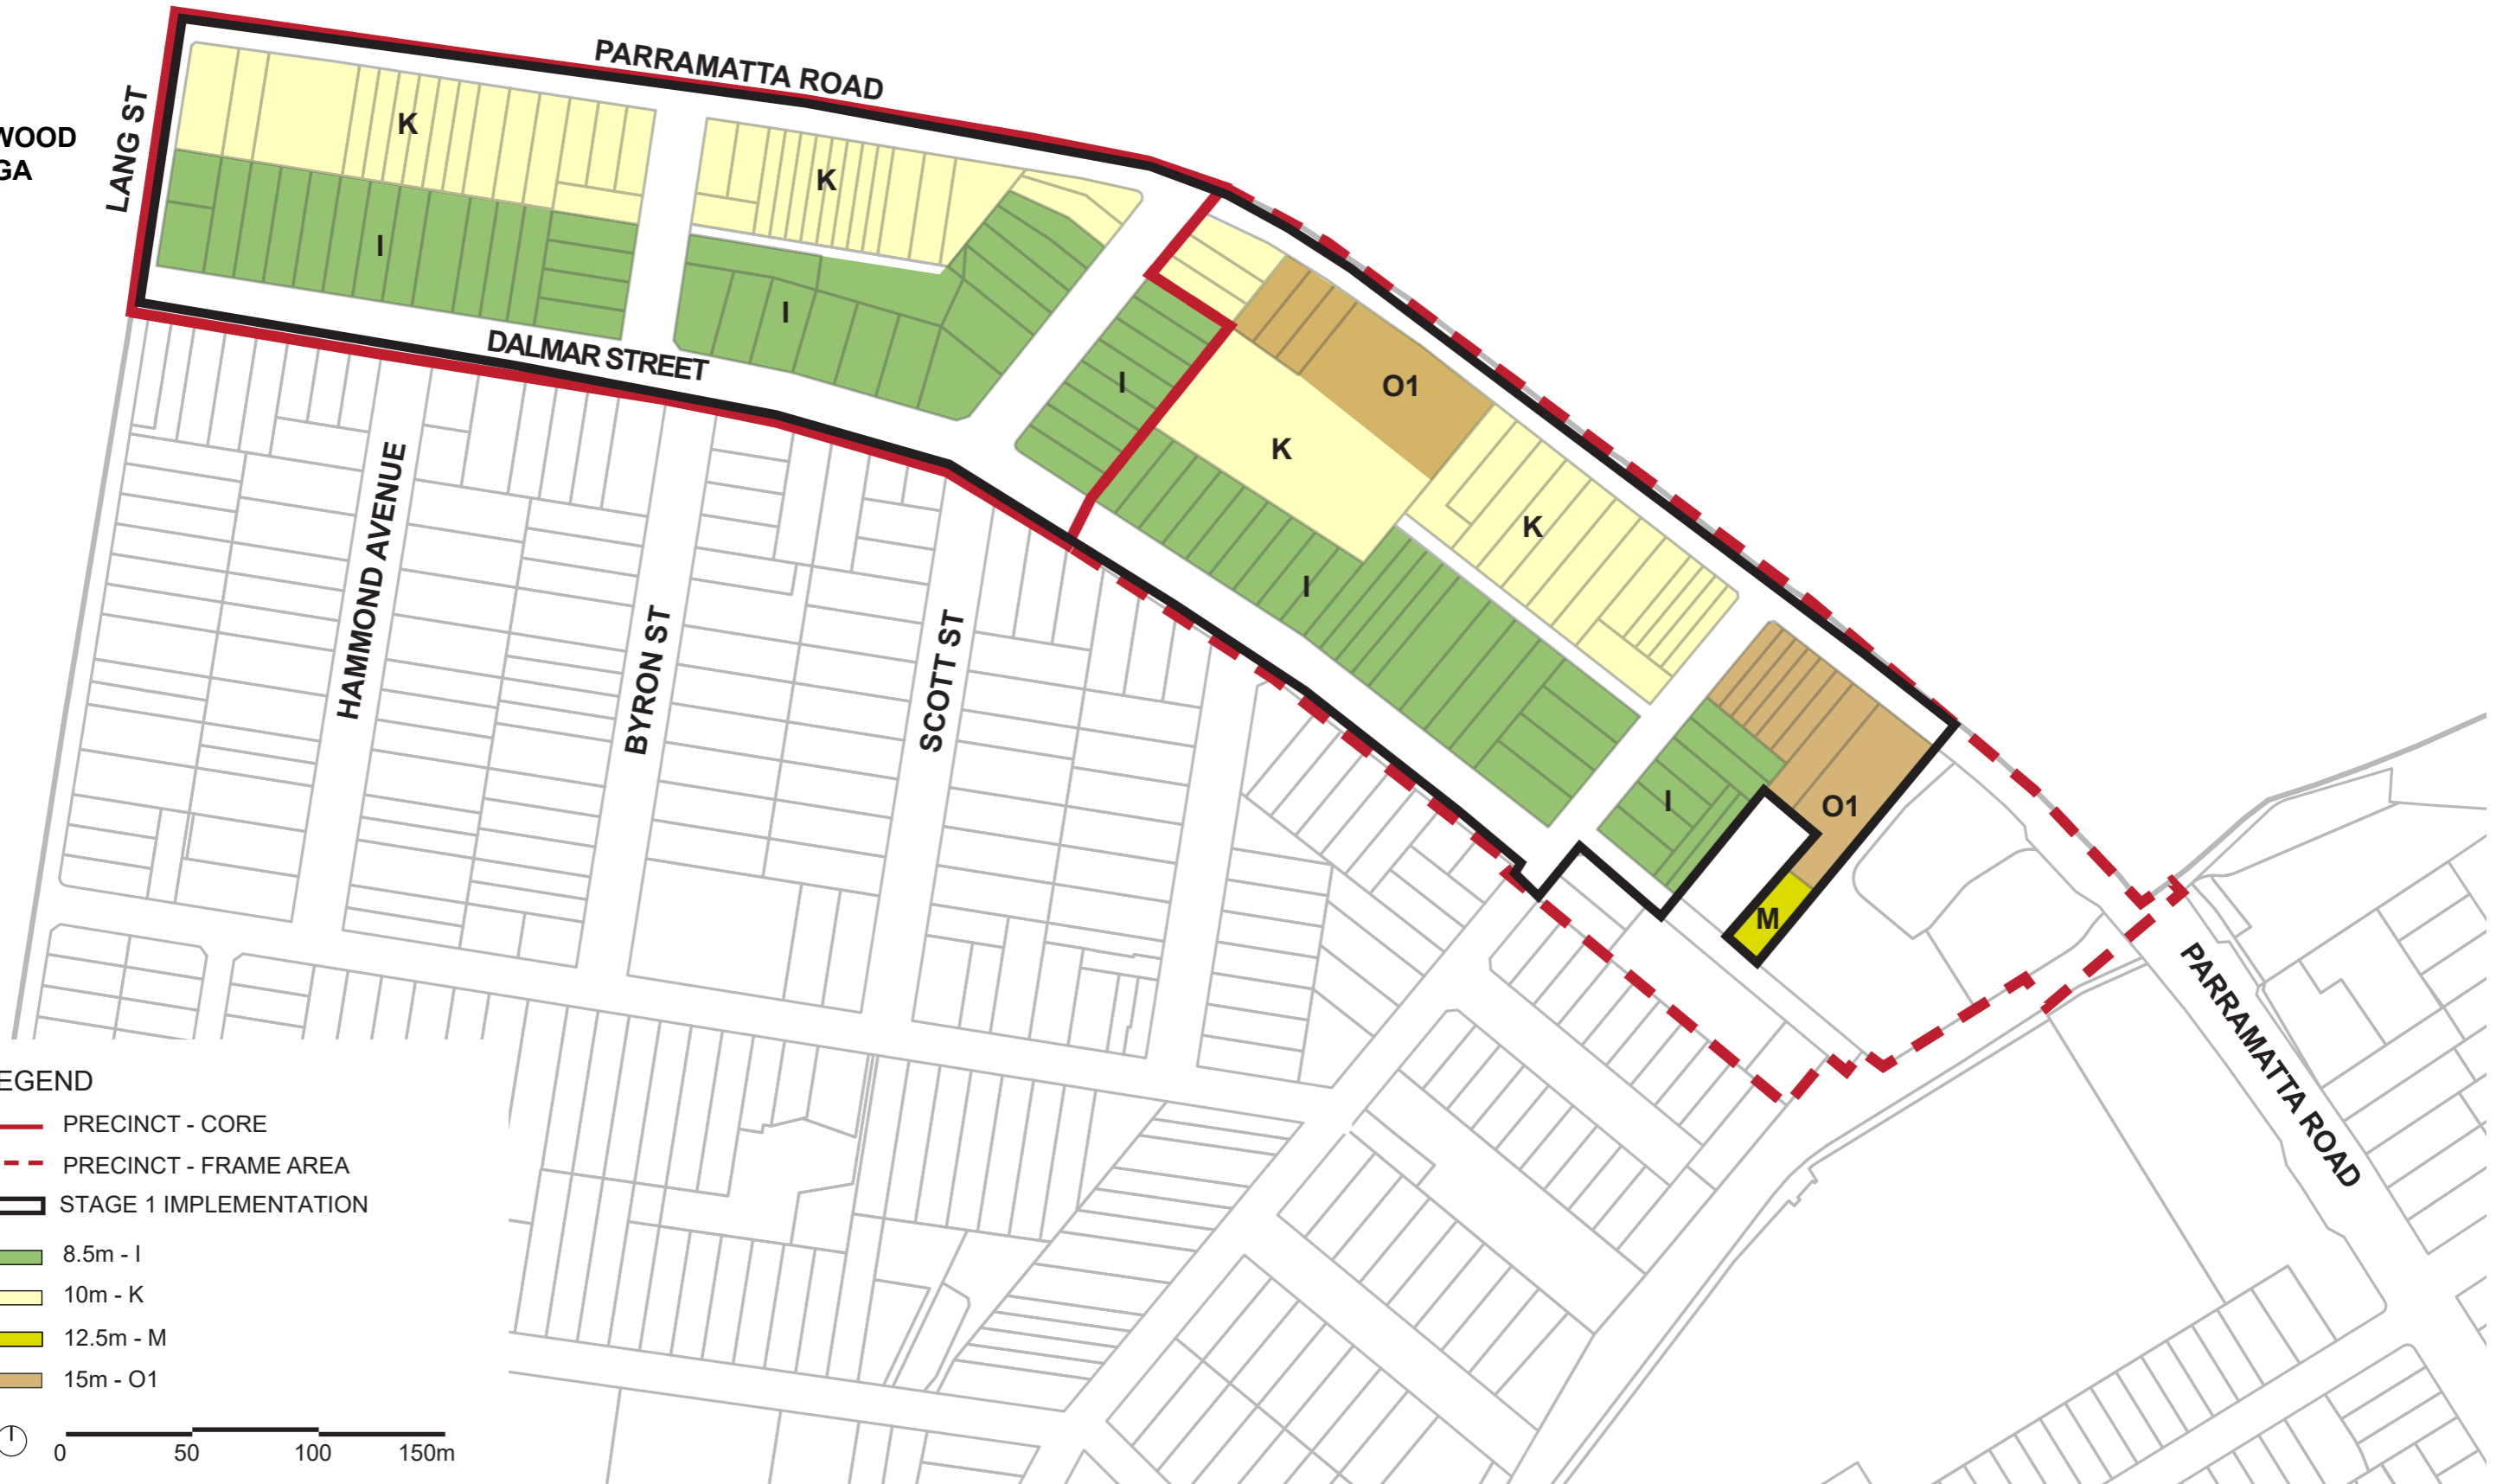 PARRAMATTA ROAD
LANG ST
WOOD
GA
K
K
I
I
DALMAR STREET
I
O1
K
K
I
HAMMOND AVENUE
BYRON ST
SCOTT ST
I
O1
M
PARRAMATTA ROAD
EGEND
PRECINCT - CORE
PRECINCT - FRAME AREA
STAGE 1 IMPLEMENTATION
8.5m - I
10m - K
12.5m - M
15m - O1
0 50 100 150m